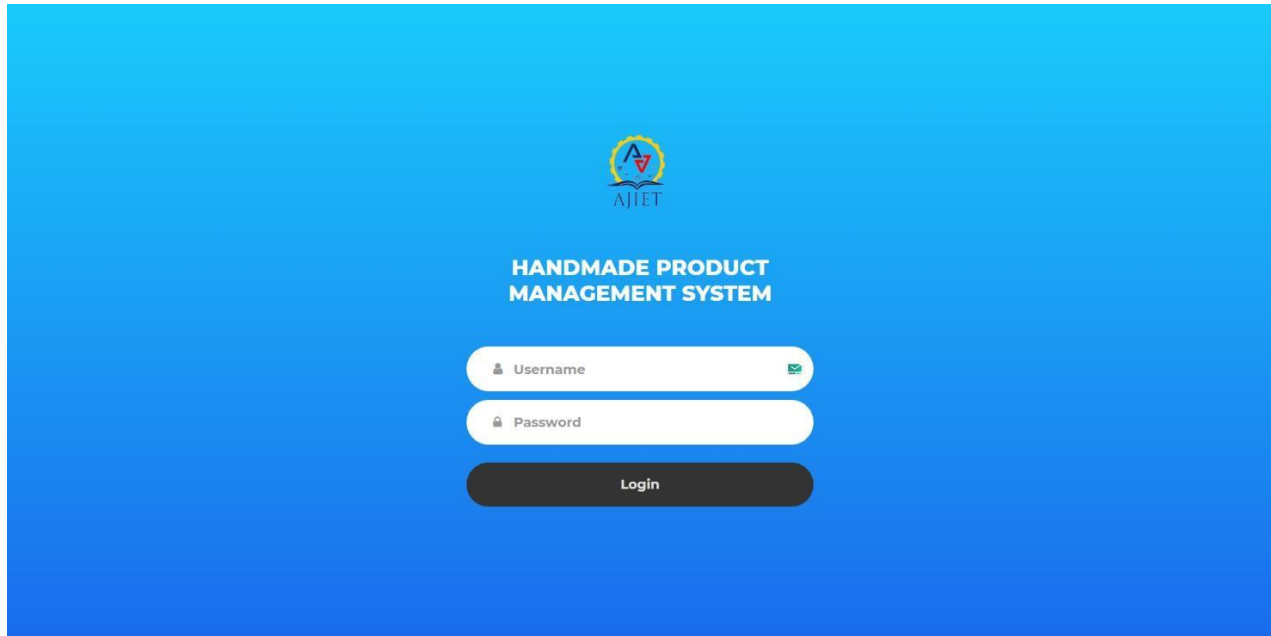 AJIET
HANDMADE PRODUCT
MANAGEMENT SYSTEM
Username
Password
Login